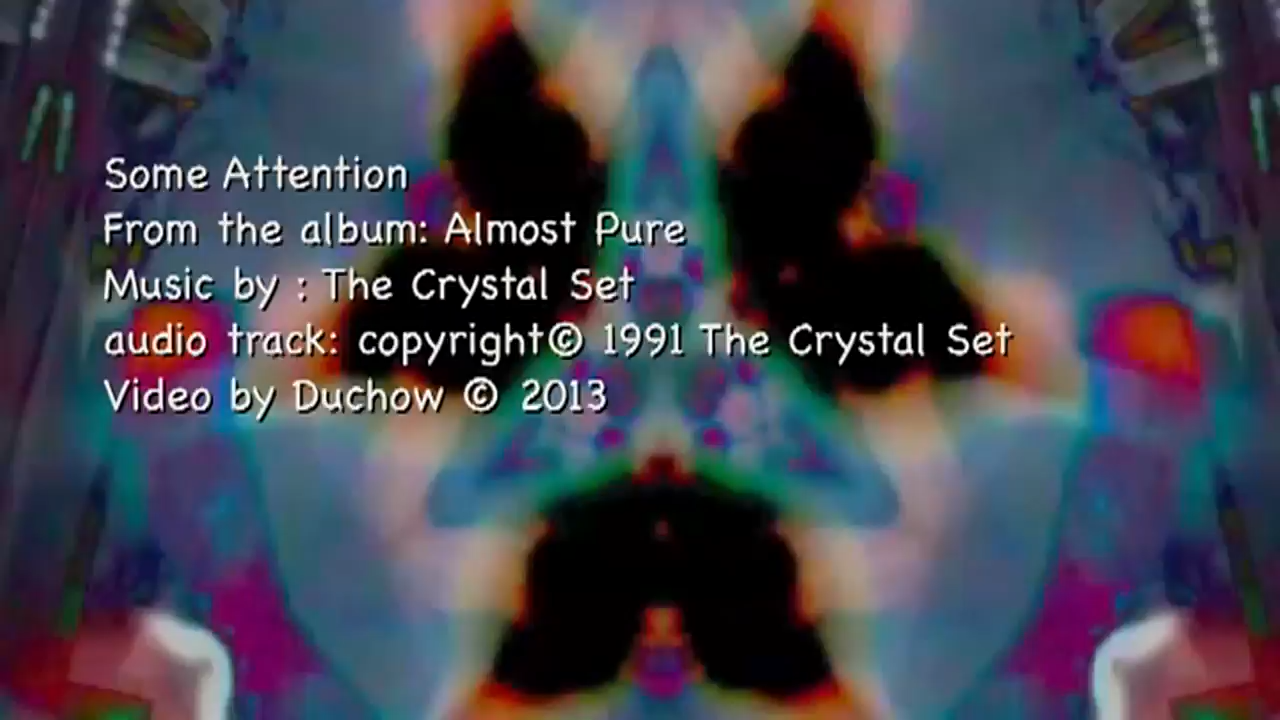 Some Attention
From the album: Almost Pure
Music by : The Crystal Set
audio track: copyright© 1991 The Crystal Set
Video by Duchow © 2013